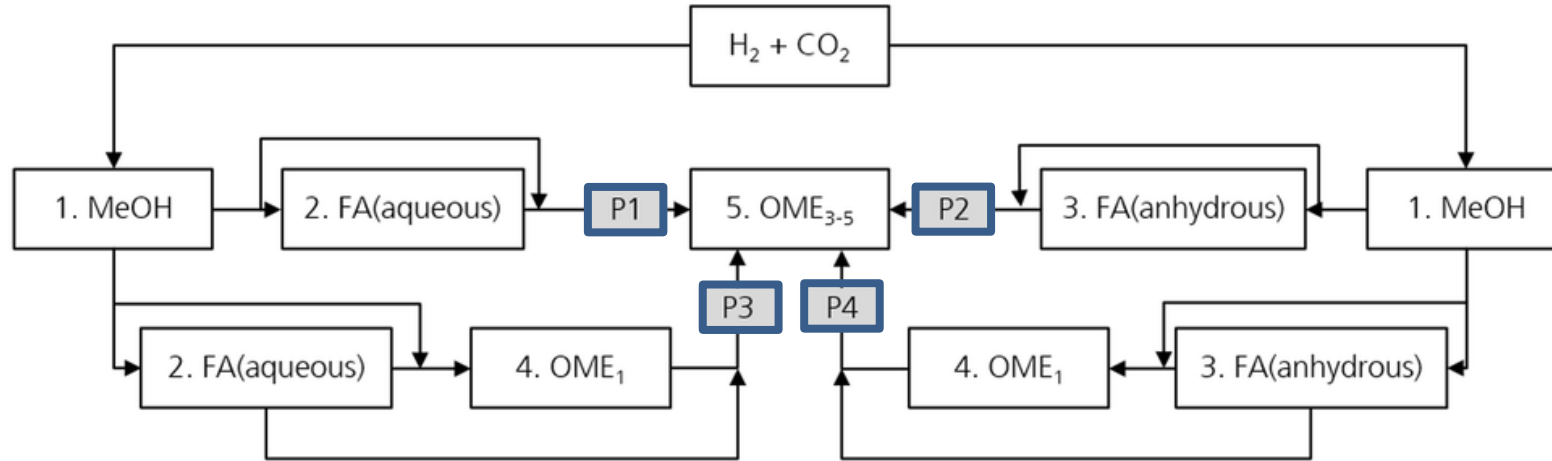 H₂ + CO₂
1. MeOH
2. FA(aqueous)
P1
5. OME₃₋₅
P2
3. FA(anhydrous)
1. MeOH
P3
P4
2. FA(aqueous)
4. OME₁
4. OME₁
3. FA(anhydrous)